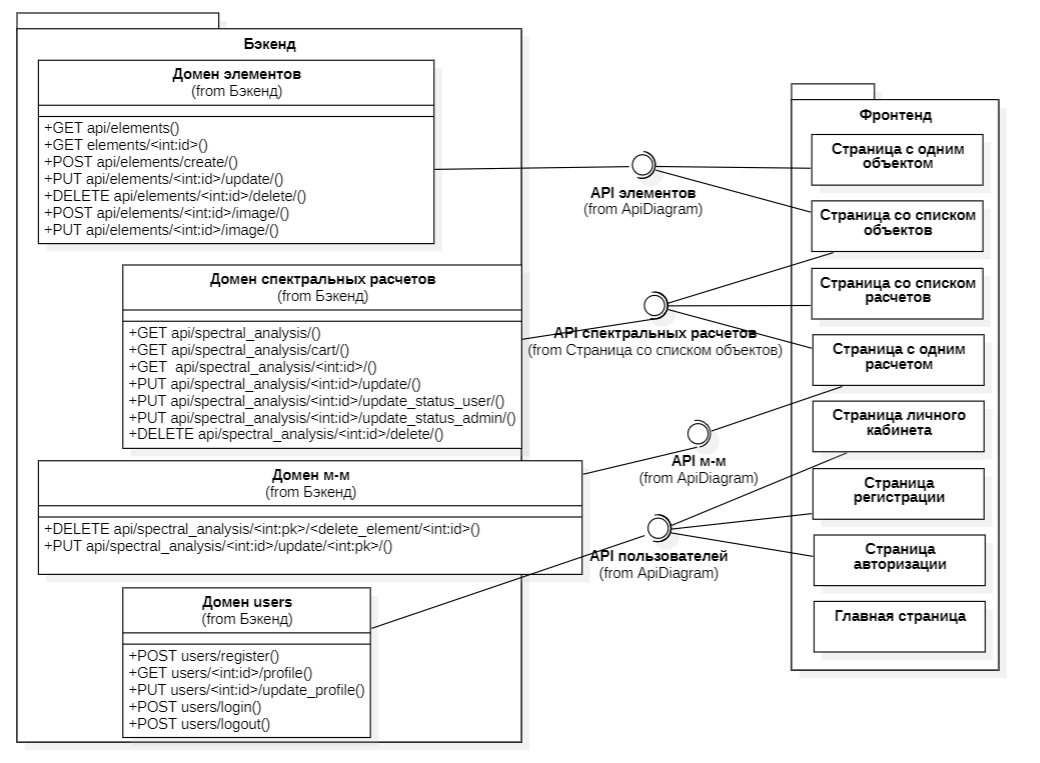 Бэкенд
Домен элементов
(from Бэкенд)
+GET api/elements()
+GET elements/<int:id>()
+POST api/elements/create/()
+PUT api/elements/<int:id>/update/()
+DELETE api/elements/<int:id>/delete/()
+POST api/elements/<int:id>/image/()
+PUT api/elements/<int:id>/image/()
Домен спектральных расчетов
(from Бэкенд)
+GET api/spectral_analysis/()
+GET api/spectral_analysis/cart/()
+GET  api/spectral_analysis/<int:id>/()
+PUT api/spectral_analysis/<int:id>/update/()
+PUT api/spectral_analysis/<int:id>/update_status_user/()
+PUT api/spectral_analysis/<int:id>/update_status_admin/()
+DELETE api/spectral_analysis/<int:id>/delete/()
Домен м-м
(from Бэкенд)
+DELETE api/spectral_analysis/<int:pk>/<delete_element/<int:id>()
+PUT api/spectral_analysis/<int:id>/update/<int:pk>/()
Домен users
(from Бэкенд)
+POST users/register()
+GET users/<int:id>/profile()
+PUT users/<int:id>/update_profile()
+POST users/login()
+POST users/logout()
API элементов
(from ApiDiagram)
API спектральных расчетов
(from Страница со списком объектов)
API м-м
(from ApiDiagram)
API пользователей
(from ApiDiagram)
Фронтенд
Страница с одним
объектом
Страница со списком
объектов
Страница со списком
расчетов
Страница с одним
расчетом
Страница личного
кабинета
Страница
регистрации
Страница
авторизации
Главная страница